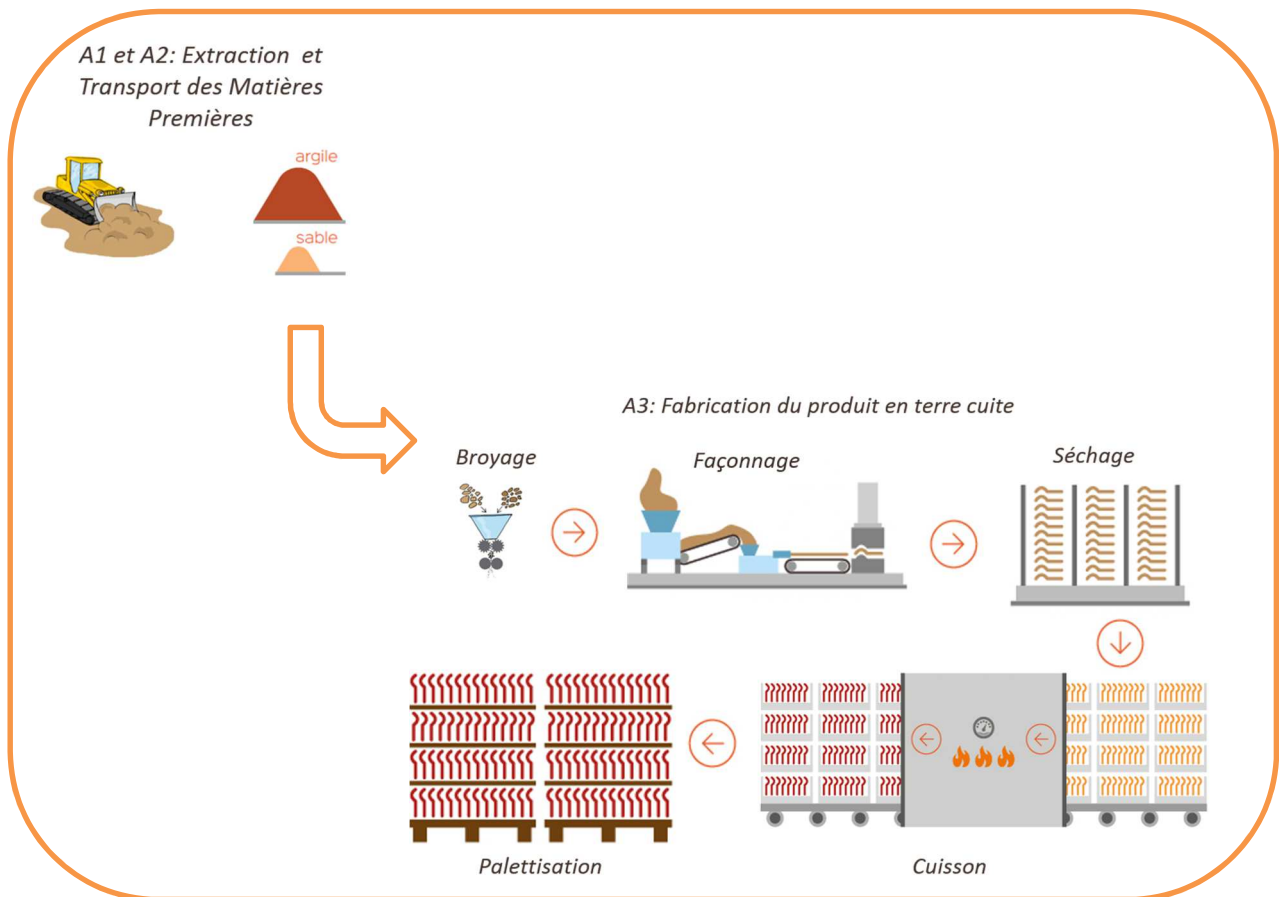 A1 et A2: Extraction et
Transport des Matières
Premières
argile
sable
A3: Fabrication du produit en terre cuite
Broyage
Façonnage
Séchage
Palettisation
Cuisson